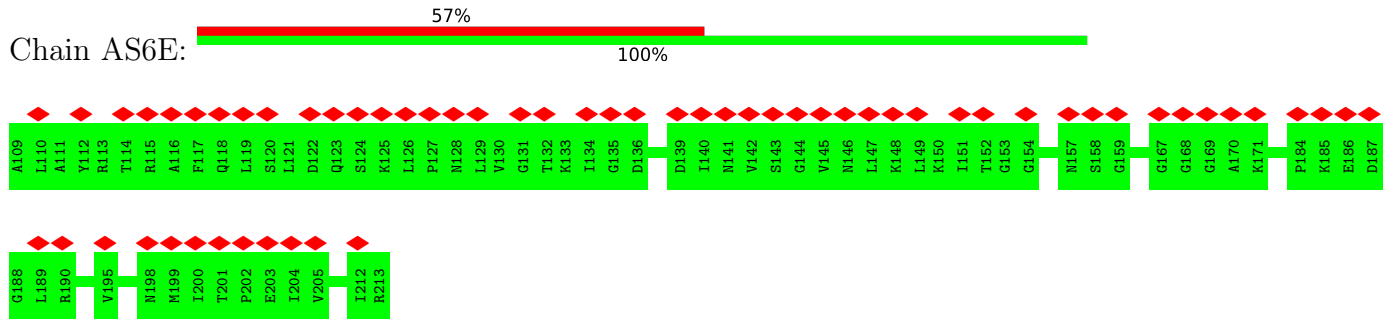 57%
Chain AS6E:
100%
A109 L110 A111 Y112 R113 T114 R115 A116 F117 Q118 L119 S120 L121 D122 Q123 S124 K125 L126 P127 N128 L129 V130 G131 T132 K133 I134 G135 D136 D139 I140 N141 V142 S143 G144 V145 N146 L147 K148 L149 K150 I151 T152 G153 G154 N157 S158 G159 G167 G168 G169 A170 K171 P184 K185 E186 D187
G188 L189 R190 V195 N198 M199 I200 T201 P202 E203 I204 V205 I212 R213